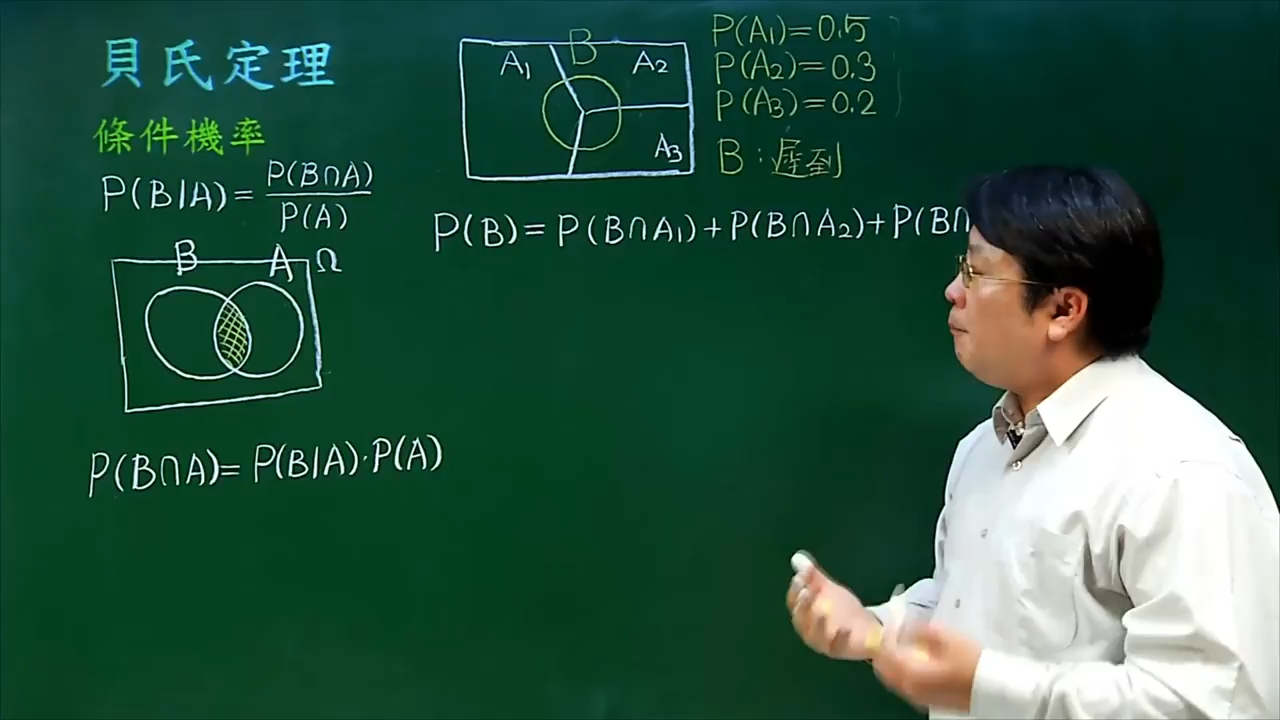 貝氏定理
條件機率
P(B|A)=P(B∩A)/P(A)
B A Ω
P(B∩A)=P(B|A)·P(A)
B
A₁ A₂
A₃
P(A₁)=0.5
P(A₂)=0.3
P(A₃)=0.2
B:遲到
P(B)=P(B∩A₁)+P(B∩A₂)+P(B∩